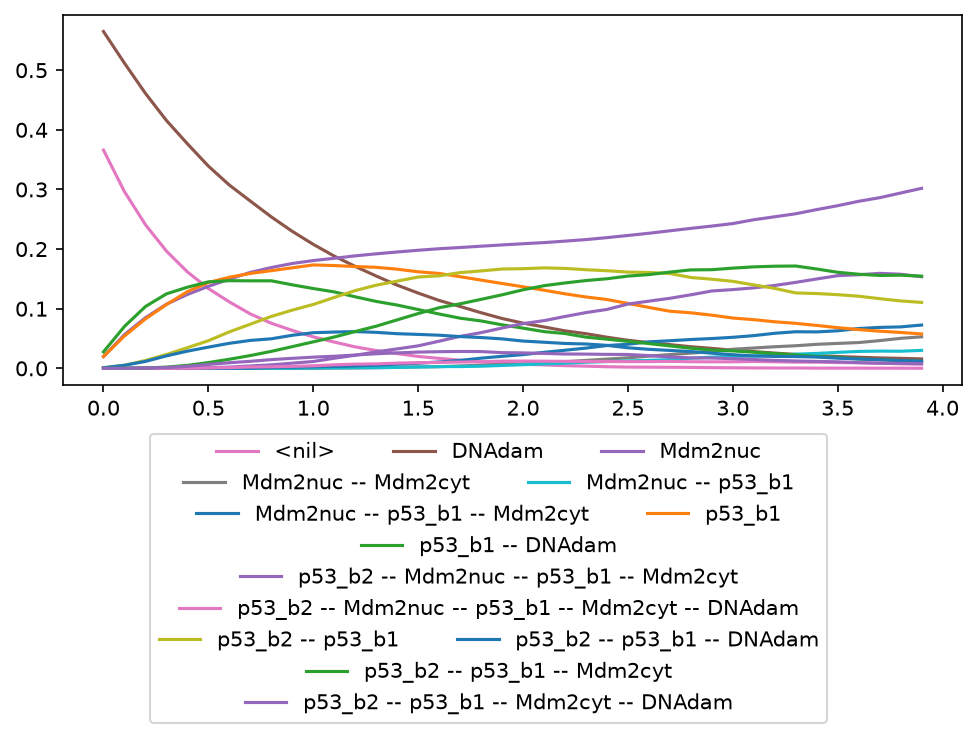 0.5
0.4
0.3
0.2
0.1
0.0
0.0 0.5 1.0 1.5 2.0 2.5 3.0 3.5 4.0
<nil> DNAdam Mdm2nuc
Mdm2nuc -- Mdm2cyt Mdm2nuc -- p53_b1
Mdm2nuc -- p53_b1 -- Mdm2cyt p53_b1
p53_b1 -- DNAdam
p53_b2 -- Mdm2nuc -- p53_b1 -- Mdm2cyt
p53_b2 -- Mdm2nuc -- p53_b1 -- Mdm2cyt -- DNAdam
p53_b2 -- p53_b1 p53_b2 -- p53_b1 -- DNAdam
p53_b2 -- p53_b1 -- Mdm2cyt
p53_b2 -- p53_b1 -- Mdm2cyt -- DNAdam